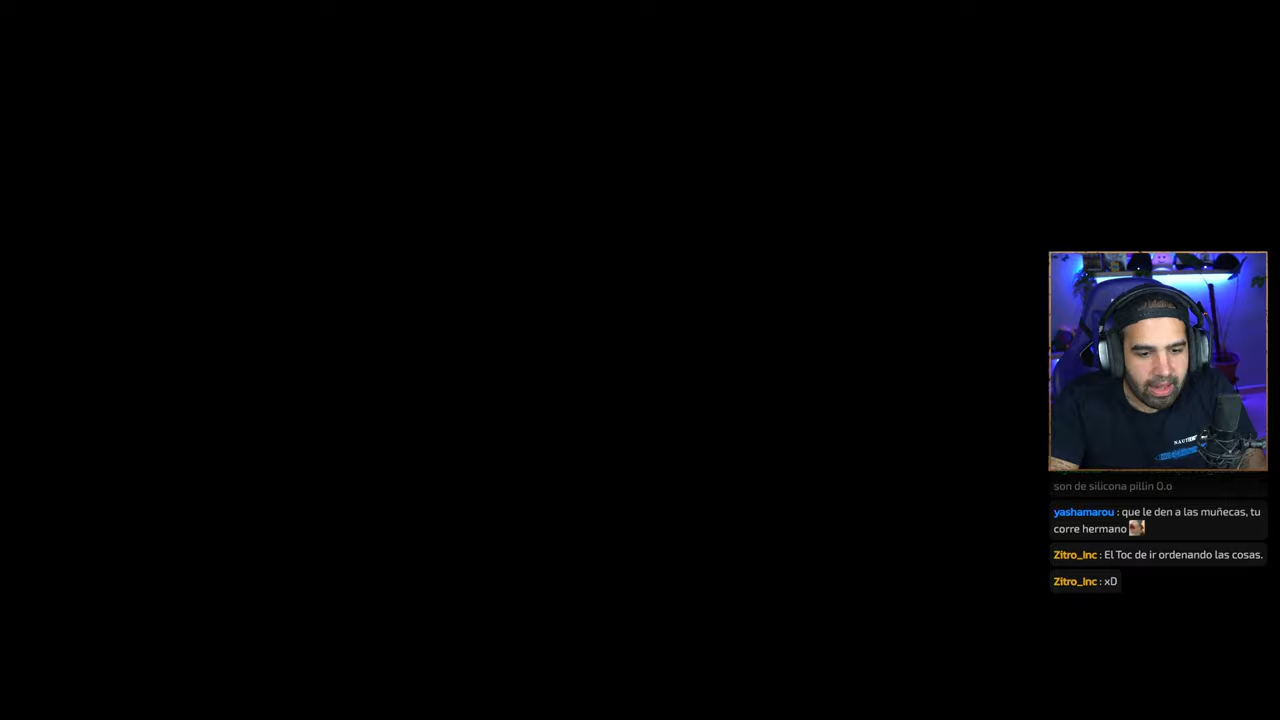 son de silicona pillin O.o
yashamarou : que le den a las muñecas, tu
corre hermano
Zitro_Inc : El Toc de ir ordenando las cosas.
Zitro_Inc : xD